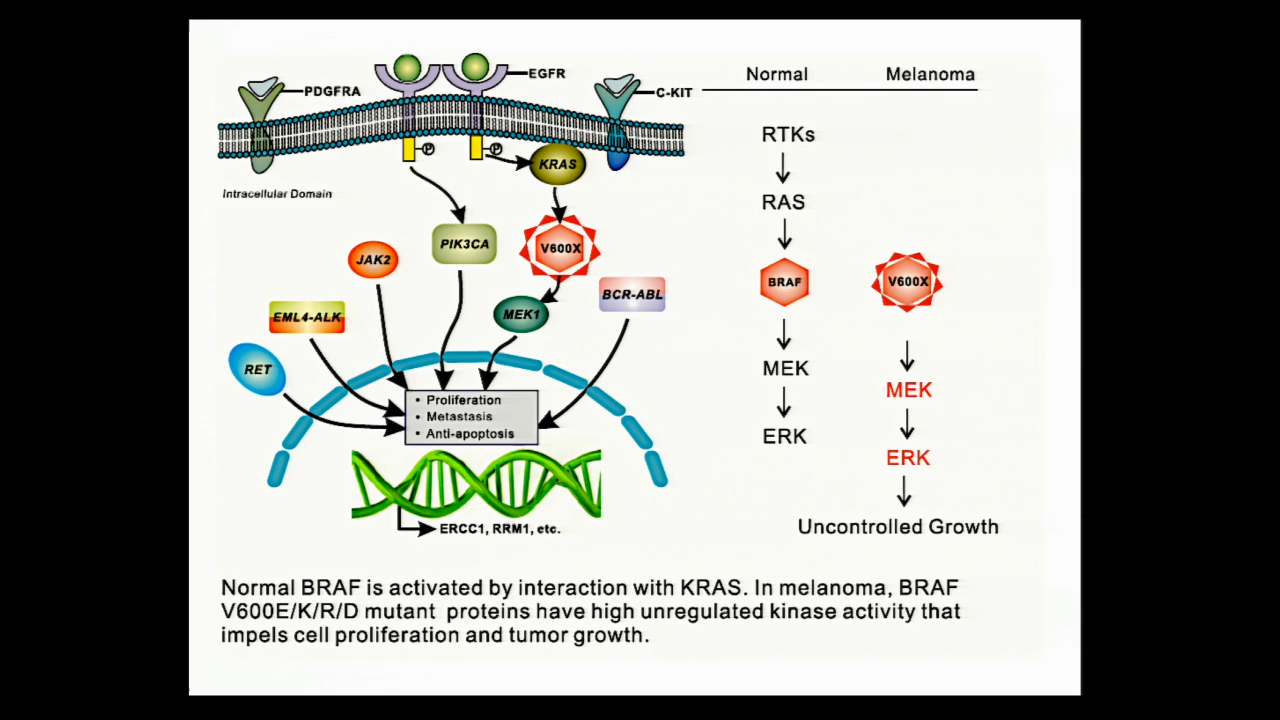 PDGFRA
EGFR
C-KIT
P
P
KRAS
Intracellular Domain
PIK3CA
V600X
JAK2
BCR-ABL
EML4-ALK
MEK1
RET
• Proliferation
• Metastasis
• Anti-apoptosis
ERCC1, RRM1, etc.
Normal Melanoma
RTKs
RAS
BRAF V600X
MEK
MEK
ERK
ERK
Uncontrolled Growth
Normal BRAF is activated by interaction with KRAS. In melanoma, BRAF
V600E/K/R/D mutant proteins have high unregulated kinase activity that
impels cell proliferation and tumor growth.